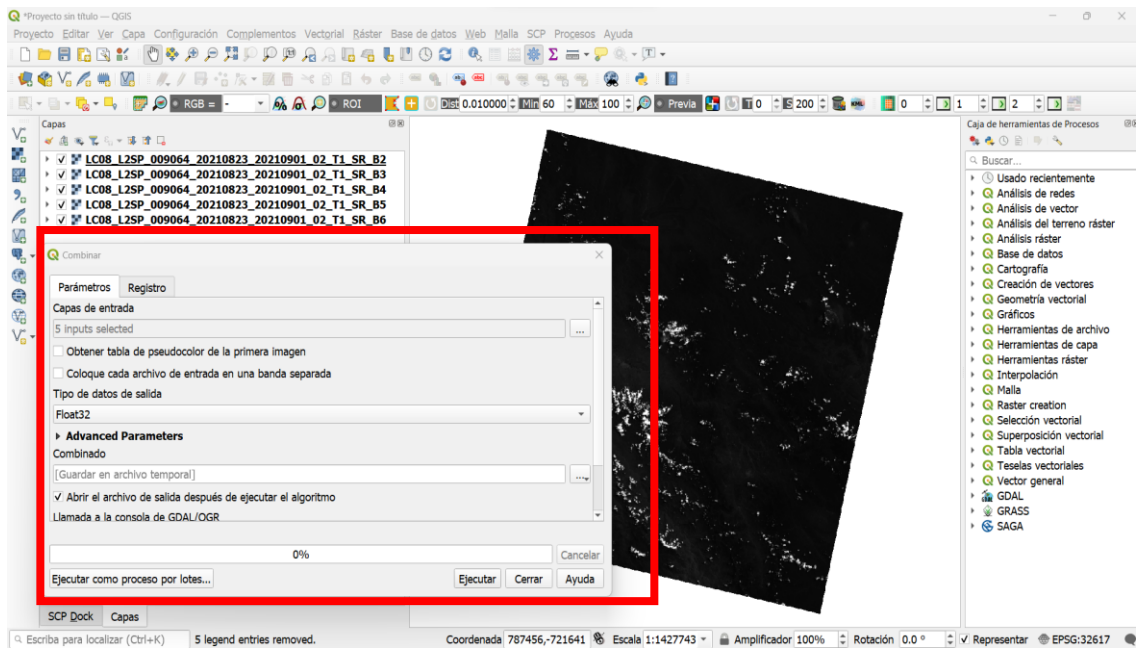 *Proyecto sin título — QGIS
Proyecto Editar Ver Capa Configuración Complementos Vectorial Ráster Base de datos Web Malla SCP Procesos Ayuda
RGB = - ROI Dist 0.010000 Min 60 Máx 100 Previa T 0 S 200 0 1 2
Capas
LC08_L2SP_009064_20210823_20210901_02_T1_SR_B2
LC08_L2SP_009064_20210823_20210901_02_T1_SR_B3
LC08_L2SP_009064_20210823_20210901_02_T1_SR_B4
LC08_L2SP_009064_20210823_20210901_02_T1_SR_B5
LC08_L2SP_009064_20210823_20210901_02_T1_SR_B6
Combinar
Parámetros Registro
Capas de entrada
5 inputs selected
...
Obtener tabla de pseudocolor de la primera imagen
Coloque cada archivo de entrada en una banda separada
Tipo de datos de salida
Float32
Advanced Parameters
Combinado
[Guardar en archivo temporal]
...
Abrir el archivo de salida después de ejecutar el algoritmo
Llamada a la consola de GDAL/OGR
0%
Cancelar
Ejecutar como proceso por lotes...
Ejecutar Cerrar Ayuda
SCP Dock Capas
Caja de herramientas de Procesos
Buscar...
Usado recientemente
Análisis de redes
Análisis de vector
Análisis del terreno ráster
Análisis ráster
Base de datos
Cartografía
Creación de vectores
Geometría vectorial
Gráficos
Herramientas de archivo
Herramientas de capa
Herramientas ráster
Interpolación
Malla
Raster creation
Selección vectorial
Superposición vectorial
Tabla vectorial
Teselas vectoriales
Vector general
GDAL
GRASS
SAGA
Escriba para localizar (Ctrl+K) 5 legend entries removed. Coordenada 787456,-721641 Escala 1:1427743 Amplificador 100% Rotación 0.0 ° Representar EPSG:32617